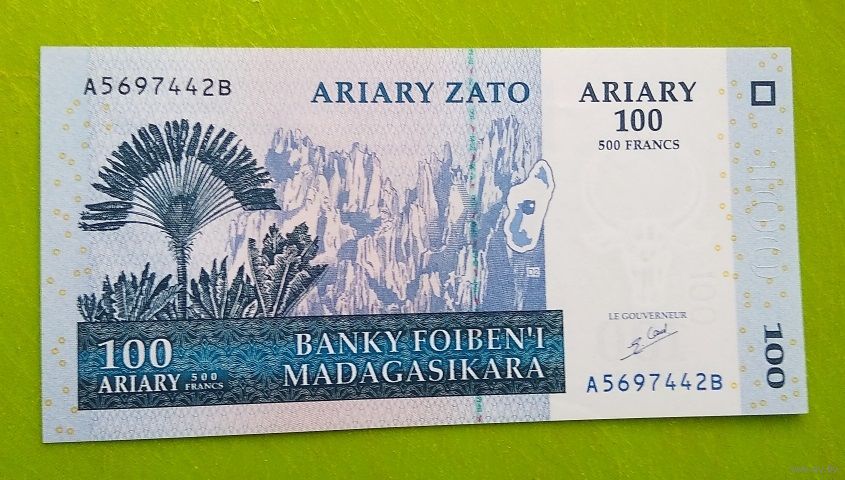 A5697442B
ARIARY ZATO
ARIARY
100
500 FRANCS
LE GOUVERNEUR
A5697442B
100
100
ARIARY 500
FRANCS
BANKY FOIBEN'I
MADAGASIKARA